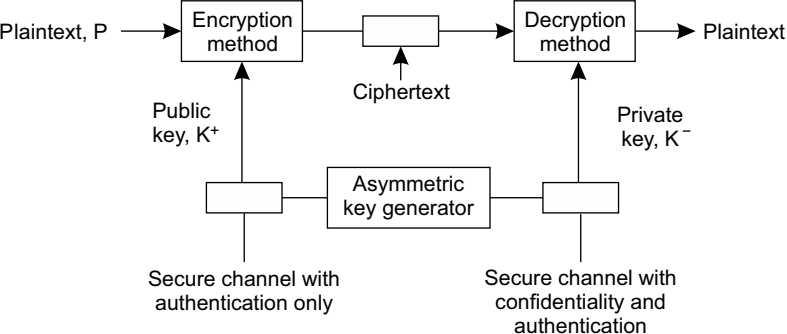 Plaintext, P
Encryption
method
Decryption
method
Plaintext
Ciphertext
Public
key, K⁺
Private
key, K⁻
Asymmetric
key generator
Secure channel with
authentication only
Secure channel with
confidentiality and
authentication